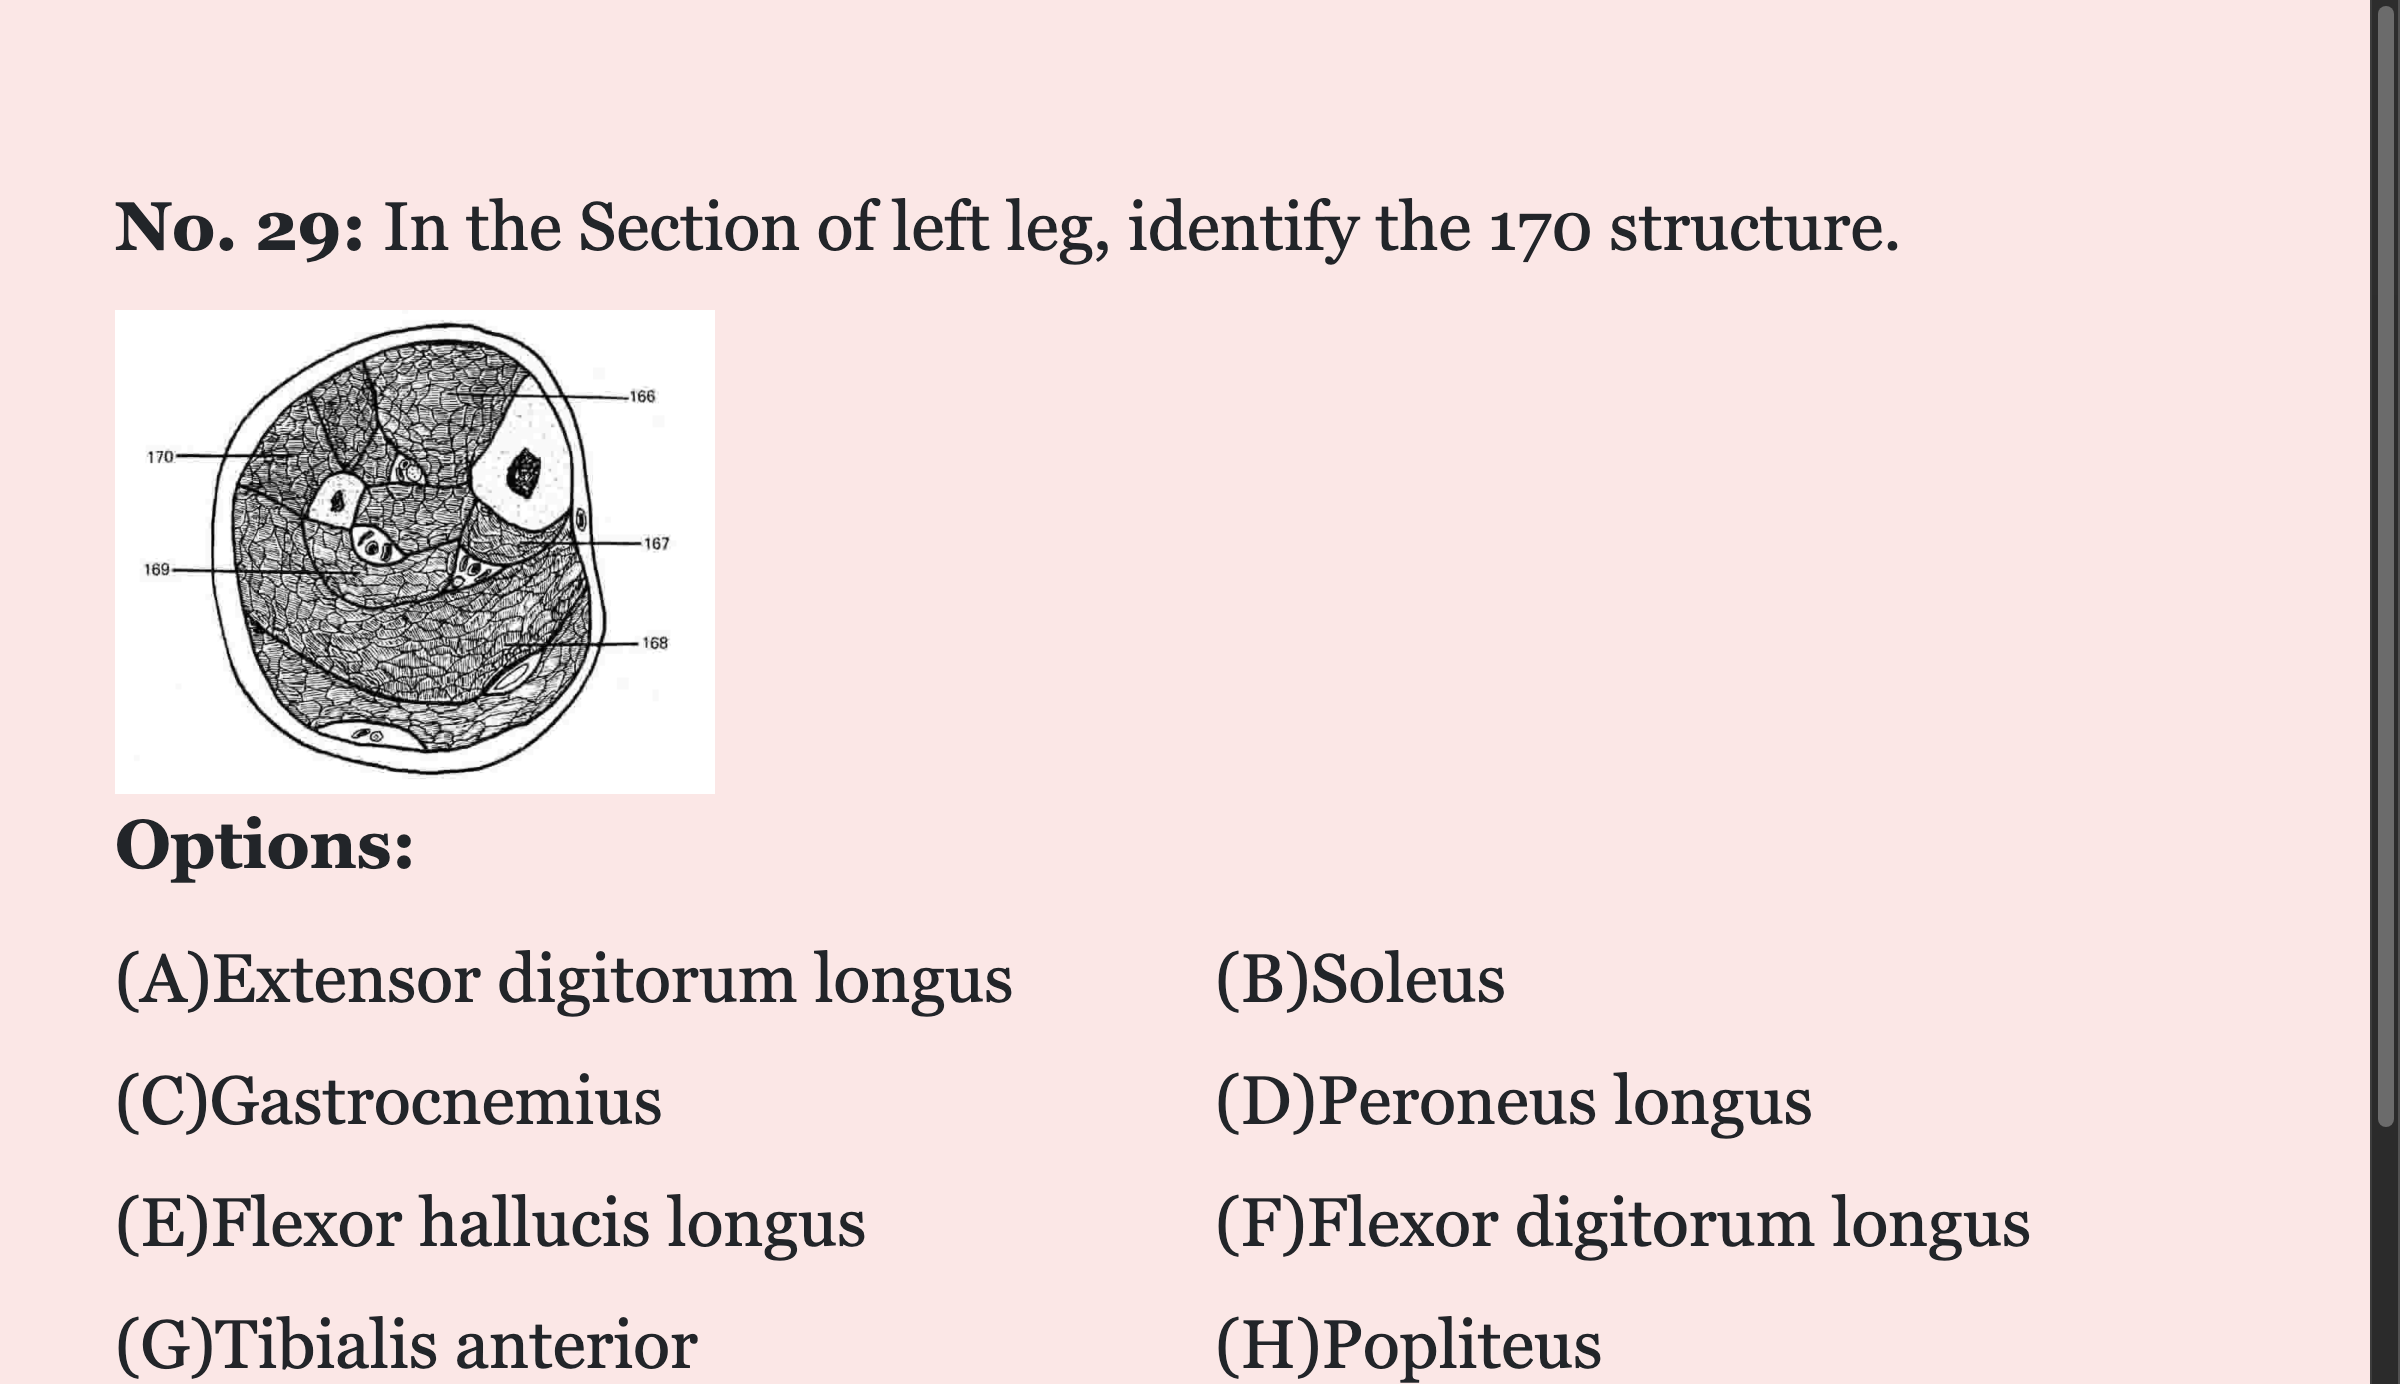 No. 29: In the Section of left leg, identify the 170 structure.
166
170
167
169
168
Options:
(A)Extensor digitorum longus
(B)Soleus
(C)Gastrocnemius
(D)Peroneus longus
(E)Flexor hallucis longus
(F)Flexor digitorum longus
(G)Tibialis anterior
(H)Popliteus